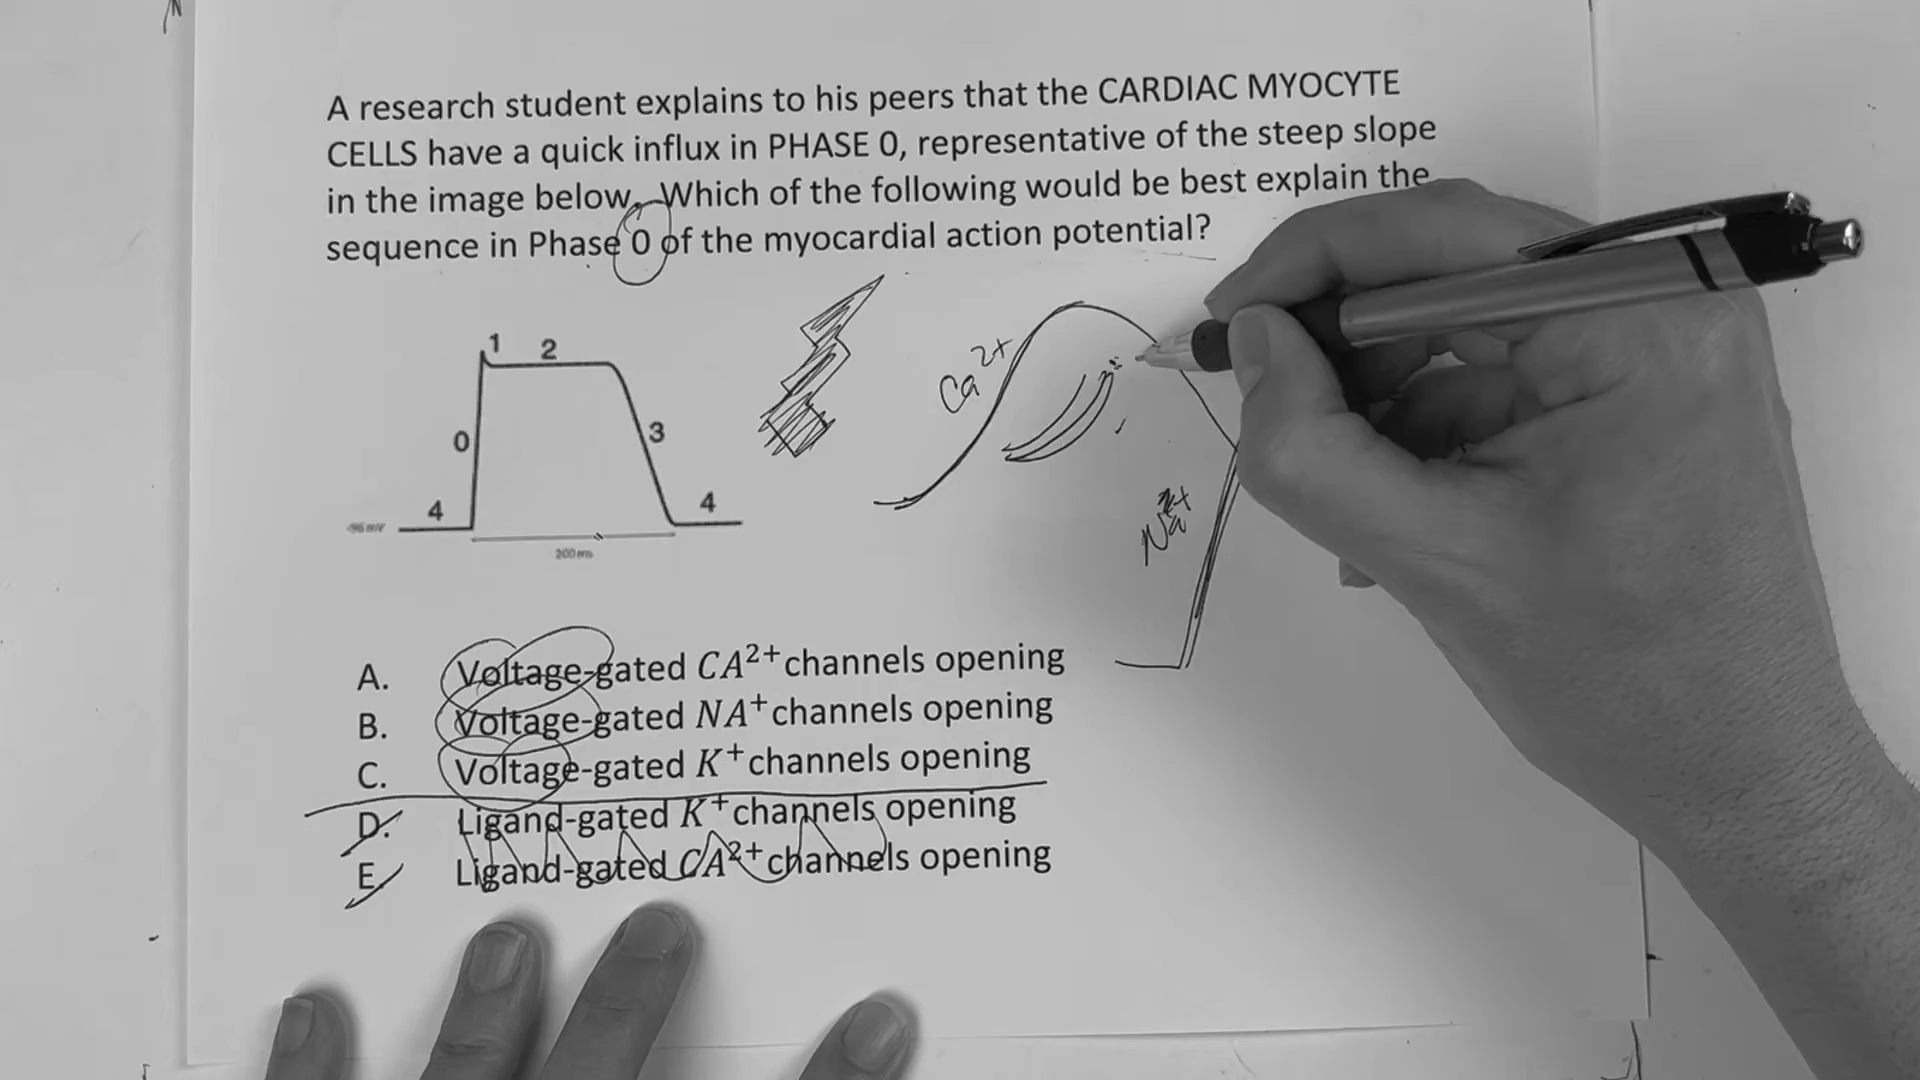 A research student explains to his peers that the CARDIAC MYOCYTE
CELLS have a quick influx in PHASE 0, representative of the steep slope
in the image below. Which of the following would be best explain the
sequence in Phase 0 of the myocardial action potential?
1
2
0
3
4
4
200 ms
Ca2+
Na+
A. Voltage-gated CA2+ channels opening
B. Voltage-gated NA+ channels opening
C. Voltage-gated K+ channels opening
D. Ligand-gated K+ channels opening
E. Ligand-gated CA2+ channels opening